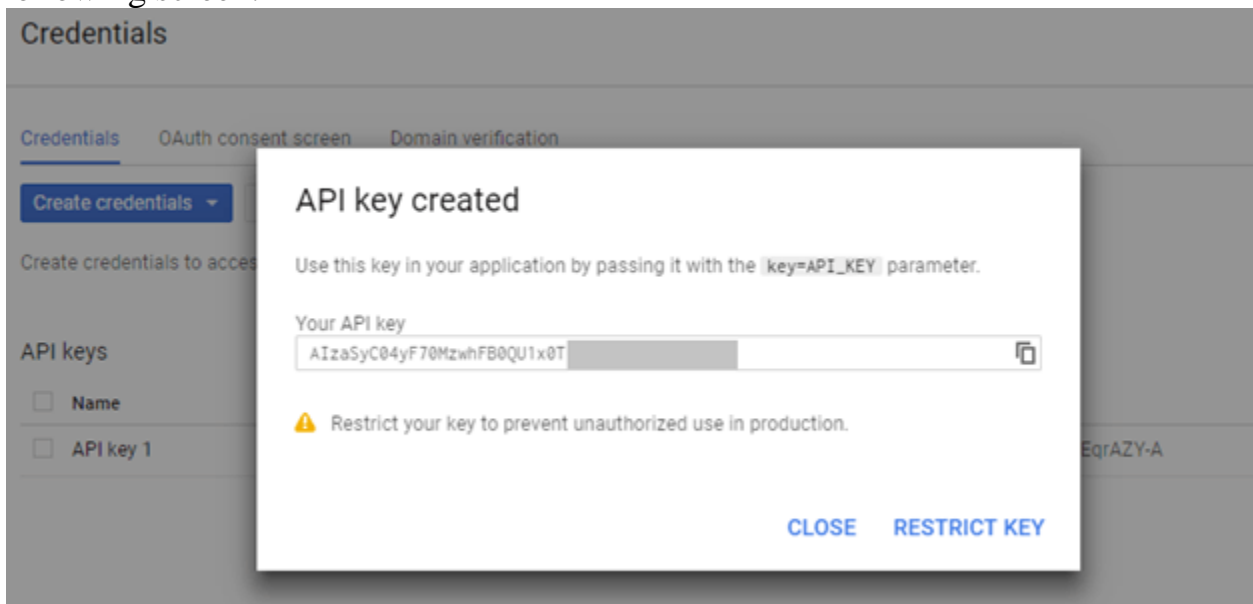 Credentials
Credentials OAuth consent screen Domain verification
Create credentials
Create credentials to acces
API key created
Use this key in your application by passing it with the key=API_KEY parameter.
Your API key
AIzaSyC04yF70MzwhFB0QU1x0T
Restrict your key to prevent unauthorized use in production.
CLOSE RESTRICT KEY
API keys
Name
API key 1
EqrAZY-A